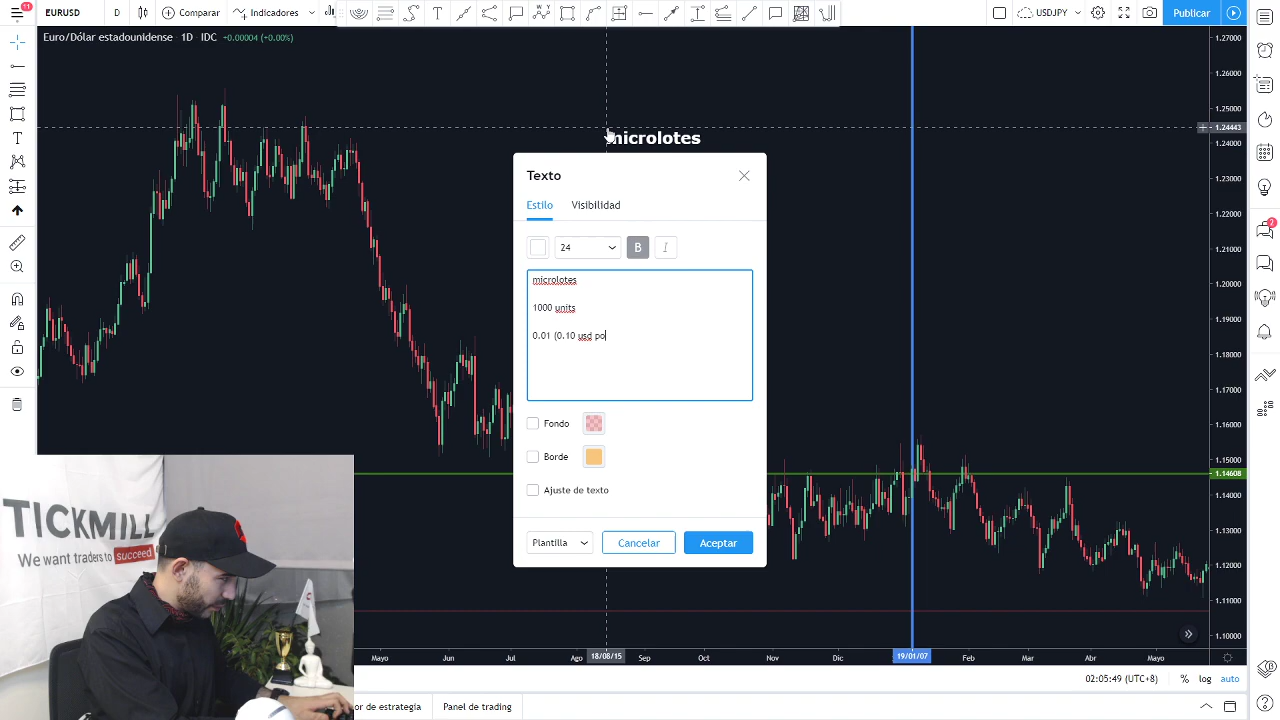 11
EURUSD
D
Comparar
Indicadores
USDJPY
Publicar
Euro/Dólar estadounidense • 1D • IDC +0.00004 (+0.00%)
microlotes
Texto
Estilo
Visibilidad
24
B
I
microlotes
1000 units
0.01 (0.10 usd po
Fondo
Borde
Ajuste de texto
Plantilla
Cancelar
Aceptar
1.27000
1.26000
1.25000
1.24443
1.24000
1.23000
1.22000
1.21000
1.20000
1.19000
1.18000
1.17000
1.16000
1.15000
1.14608
1.14000
1.13000
1.12000
1.11000
1.10000
2
TICKMILL
We want traders to succeed
Mayo
Jun
Jul
Ago
18/08/15
Sep
Oct
Nov
Dic
19/01/07
Feb
Mar
Abr
Mayo
02:05:49 (UTC+8)
%
log
auto
or de estrategia
Panel de trading